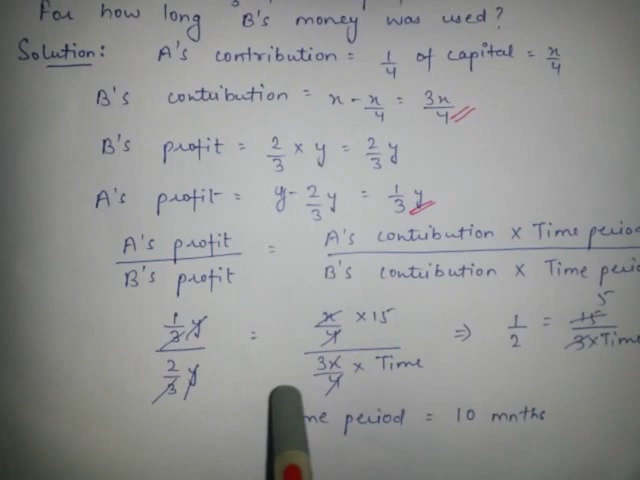 For how long B's money was used?
Solution: A's contribution = 1/4 of capital = x/4
B's contribution = x - x/4 = 3x/4
B's profit = 2/3 × y = 2/3 y
A's profit = y - 2/3 y = 1/3 y
A's profit / B's profit = A's contribution × Time period / B's contribution × Time peri
1/3 y / 2/3 y = x/4 × 15 / 3x/4 × Time ⇒ 1/2 = 15 5 / 3 × Time
me period = 10 mnths